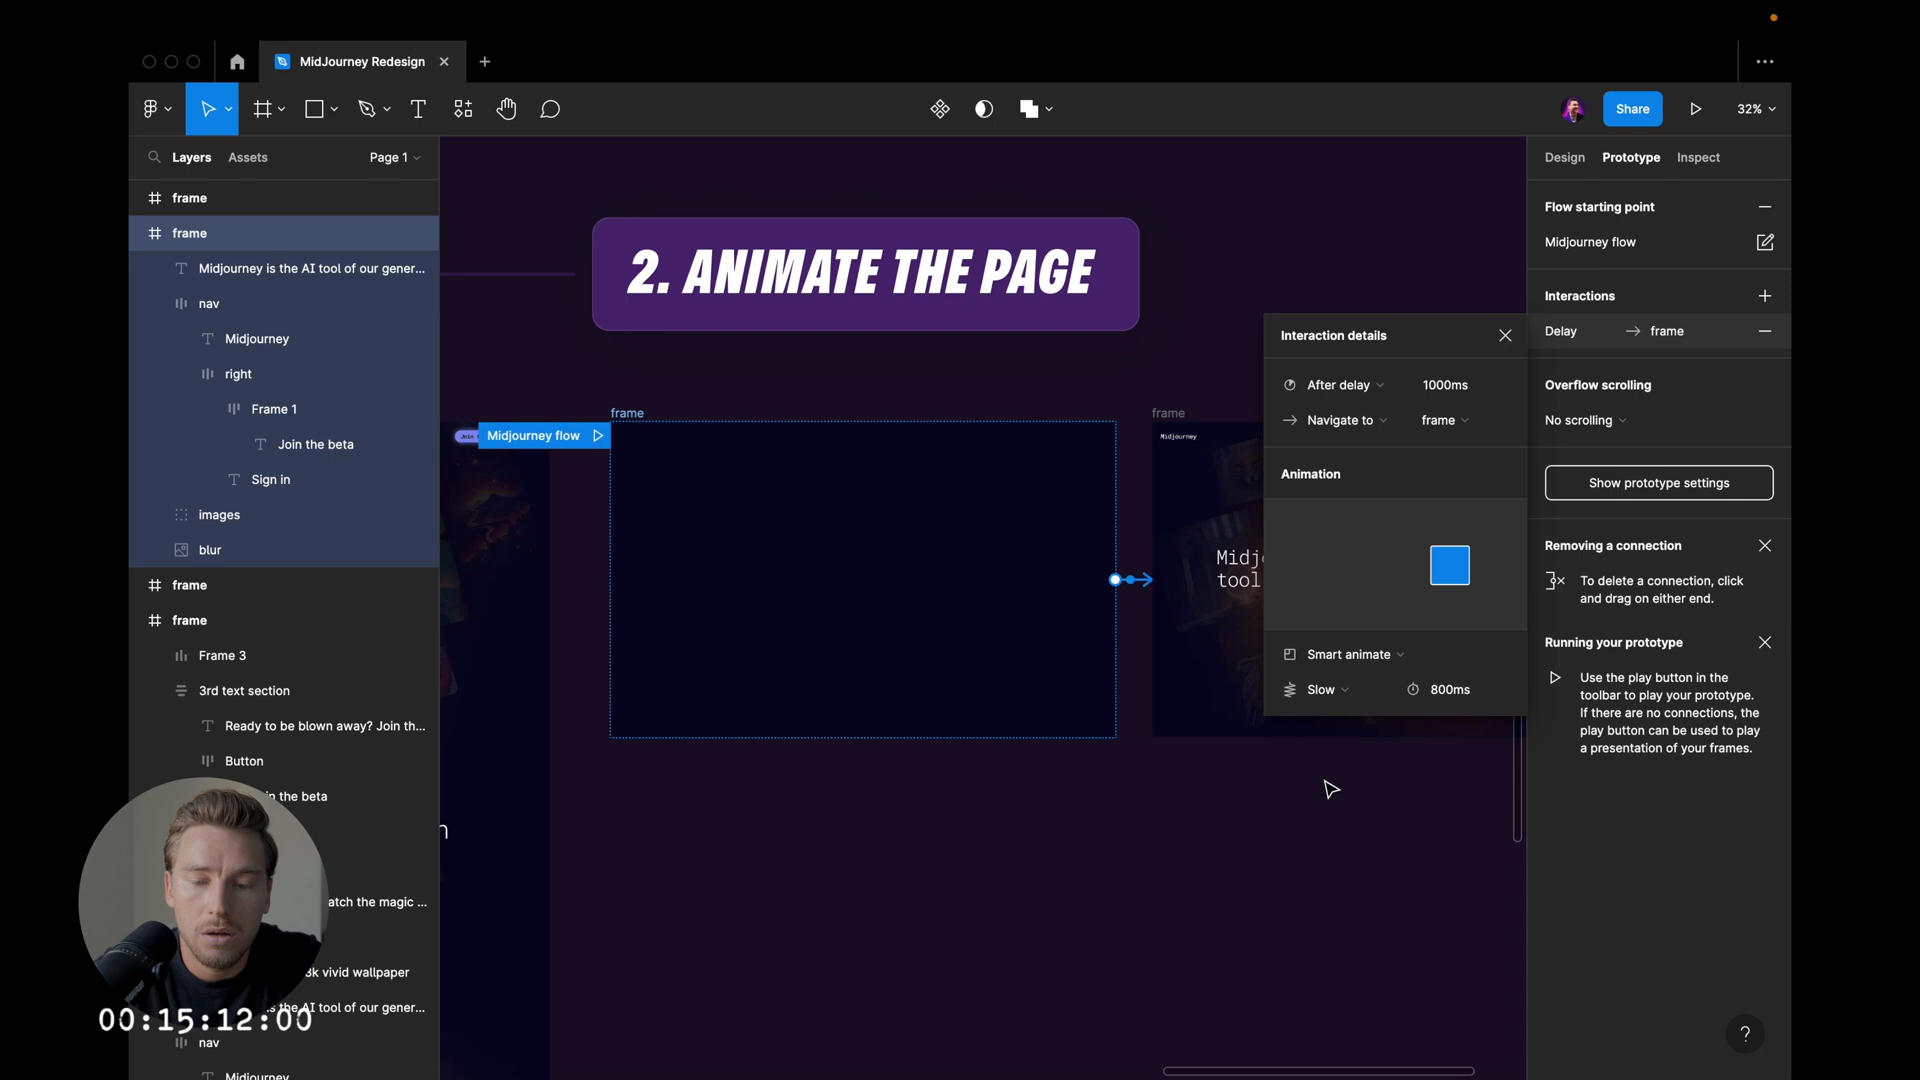 MidJourney Redesign
Share
32%
Layers
Assets
Page 1
Design
Prototype
Inspect
frame
frame
Midjourney is the AI tool of our gener...
nav
Midjourney
right
Frame 1
Join the beta
Sign in
images
blur
frame
frame
Frame 3
3rd text section
Ready to be blown away? Join th...
Button
in the beta
atch the magic ...
8k vivid wallpaper
the AI tool of our gener...
nav
Midjourney
00:15:12:00
2. ANIMATE THE PAGE
frame
Midjourney flow
n
frame
Midjourney
Midj
tool
Interaction details
After delay
1000ms
Navigate to
frame
Animation
Smart animate
Slow
800ms
Flow starting point
Midjourney flow
Interactions
Delay
frame
Overflow scrolling
No scrolling
Show prototype settings
Removing a connection
To delete a connection, click
and drag on either end.
Running your prototype
Use the play button in the
toolbar to play your prototype.
If there are no connections, the
play button can be used to play
a presentation of your frames.
?